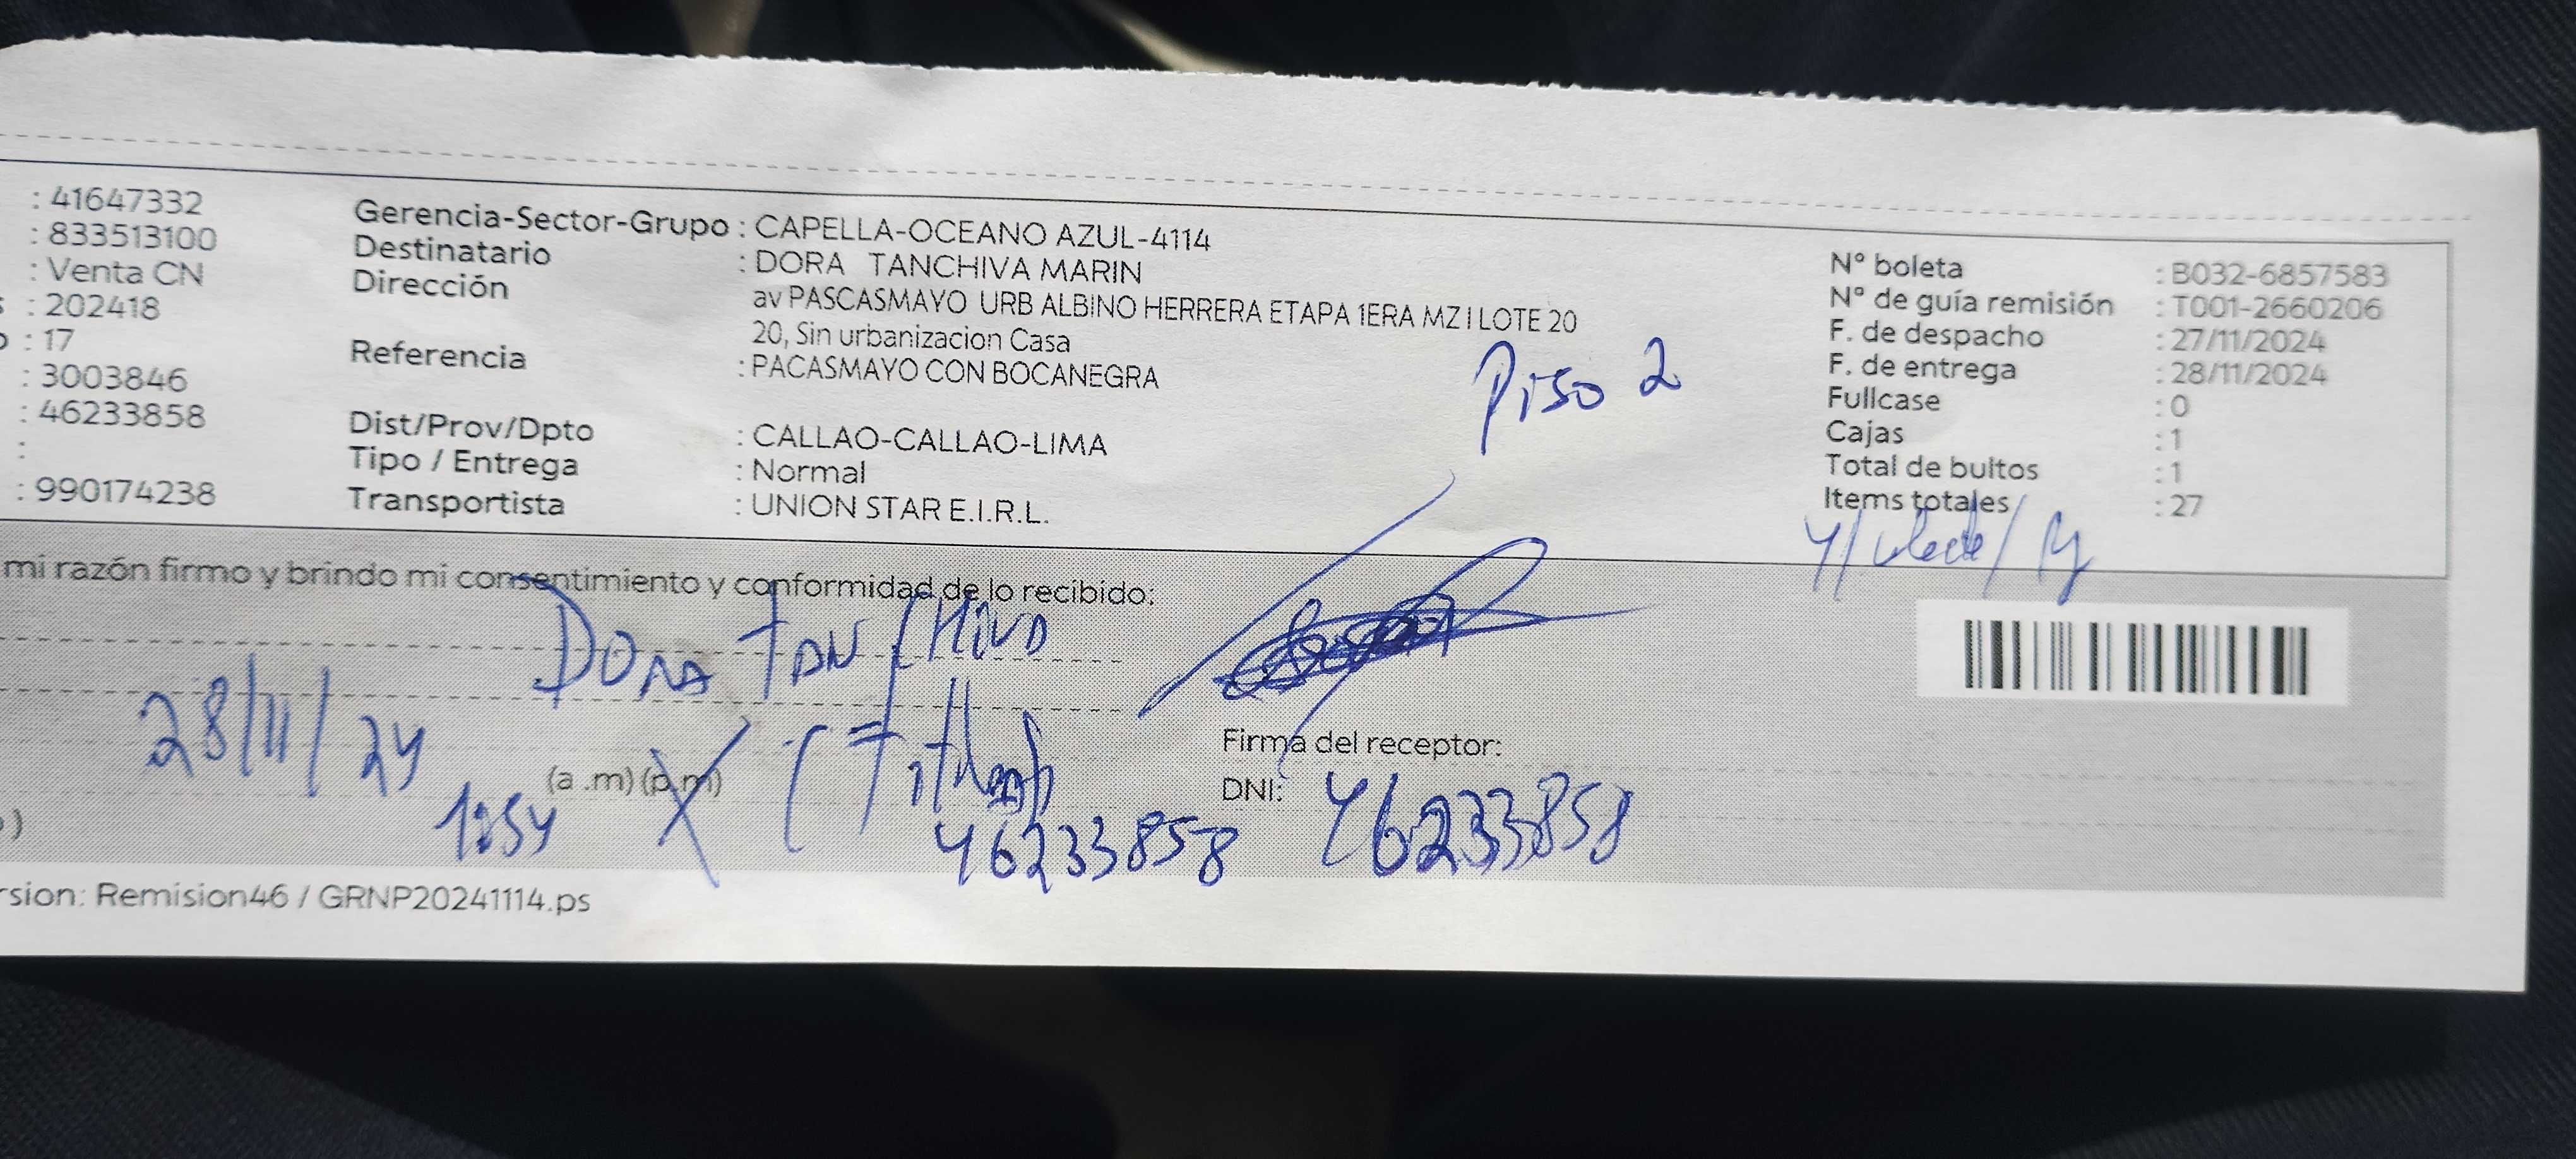 : 41647332
: 833513100
: Venta CN
: 202418
: 17
: 3003846
: 46233858
:
: 990174238
Gerencia-Sector-Grupo : CAPELLA-OCEANO AZUL-4114
Destinatario : DORA TANCHIVA MARIN
Dirección av PASCASMAYO URB ALBINO HERRERA ETAPA 1ERA MZ I LOTE 20
20, Sin urbanizacion Casa
Referencia : PACASMAYO CON BOCANEGRA
Piso 2
Dist/Prov/Dpto : CALLAO-CALLAO-LIMA
Tipo / Entrega : Normal
Transportista : UNION STAR E.I.R.L.
N° boleta : B032-6857583
N° de guía remisión : T001-2660206
F. de despacho : 27/11/2024
F. de entrega : 28/11/2024
Fullcase : 0
Cajas : 1
Total de bultos : 1
Items totales : 27
mi razón firmo y brindo mi consentimiento y conformidad de lo recibido:
DORA TANCHIVA
28/11/24
(a .m) (p.m)
Firma del receptor:
DNI: 46233858
46233858
Remision46 / GRNP20241114.ps